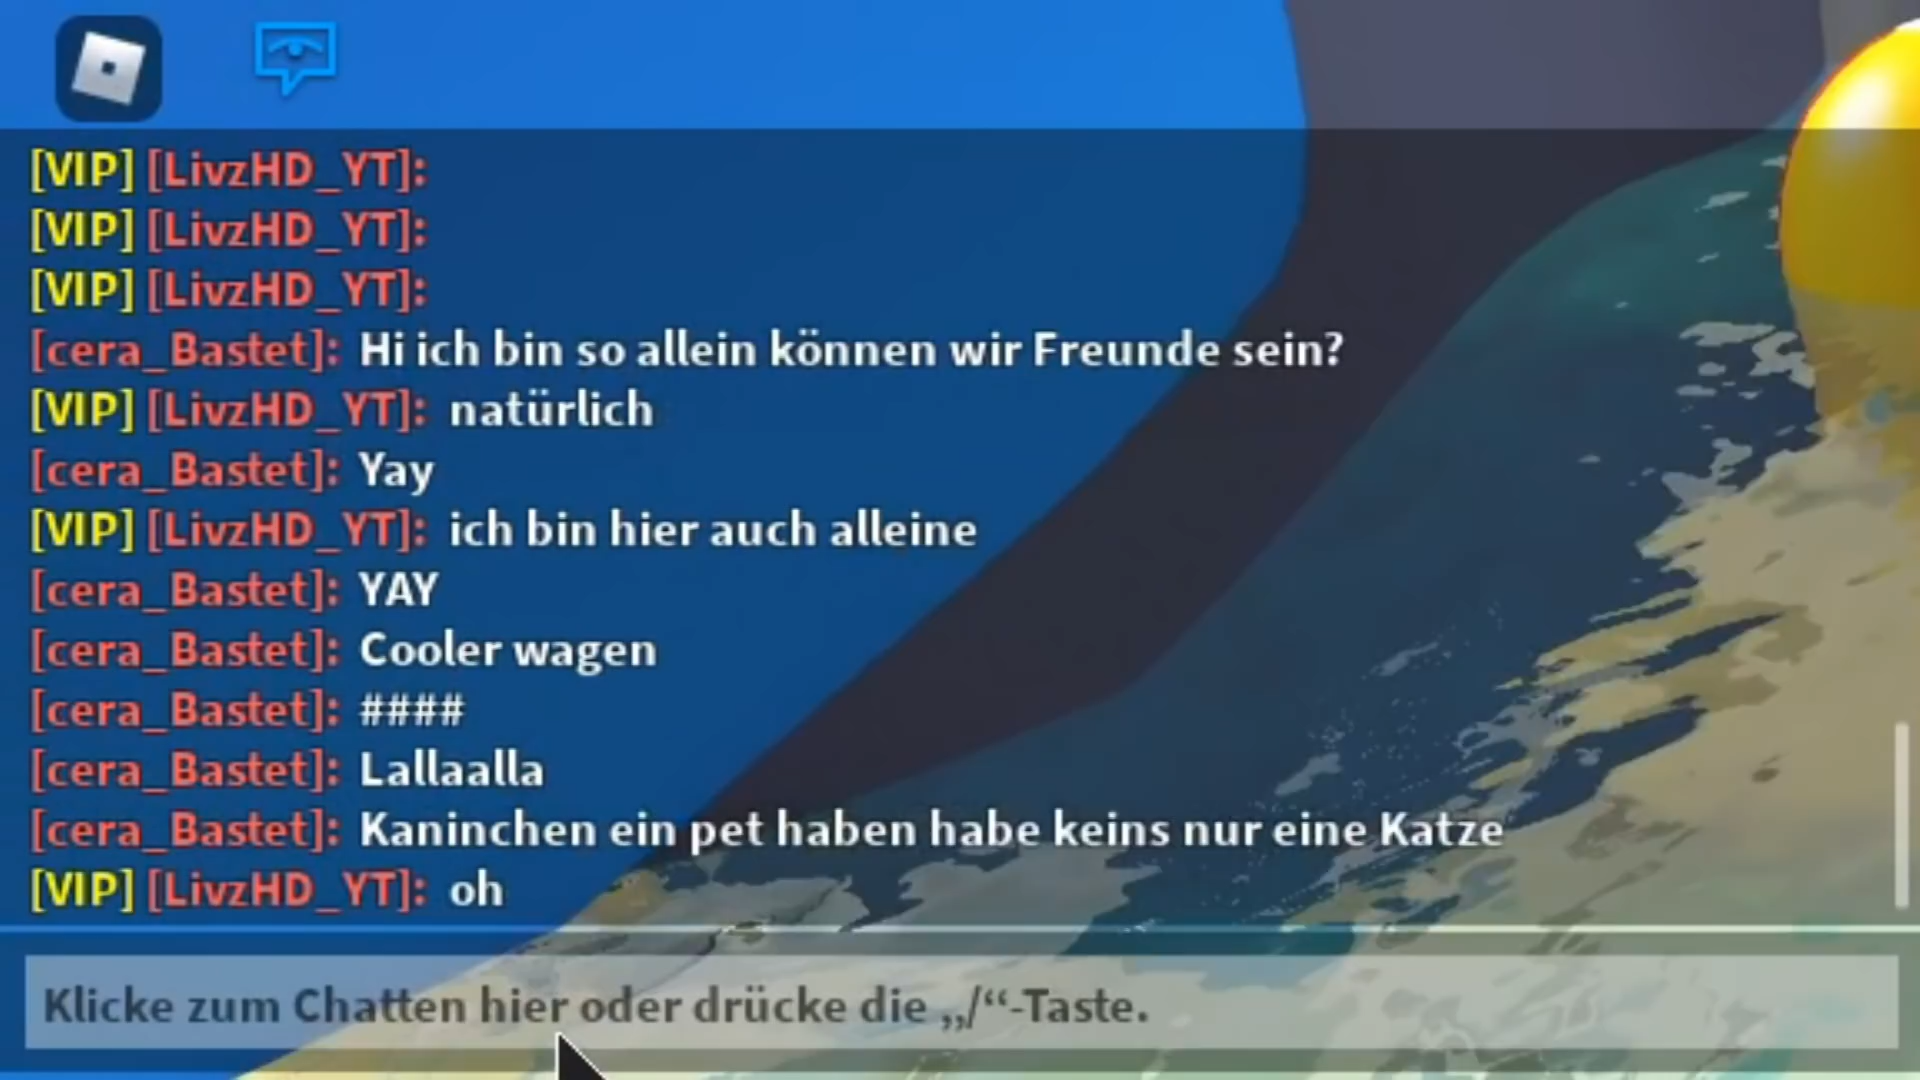 [VIP] [LivzHD_YT]:
[VIP] [LivzHD_YT]:
[VIP] [LivzHD_YT]:
[cera_Bastet]: Hi ich bin so allein können wir Freunde sein?
[VIP] [LivzHD_YT]: natürlich
[cera_Bastet]: Yay
[VIP] [LivzHD_YT]: ich bin hier auch alleine
[cera_Bastet]: YAY
[cera_Bastet]: Cooler wagen
[cera_Bastet]: ####
[cera_Bastet]: Lallaalla
[cera_Bastet]: Kaninchen ein pet haben habe keins nur eine Katze
[VIP] [LivzHD_YT]: oh
Klicke zum Chatten hier oder drücke die „/“-Taste.